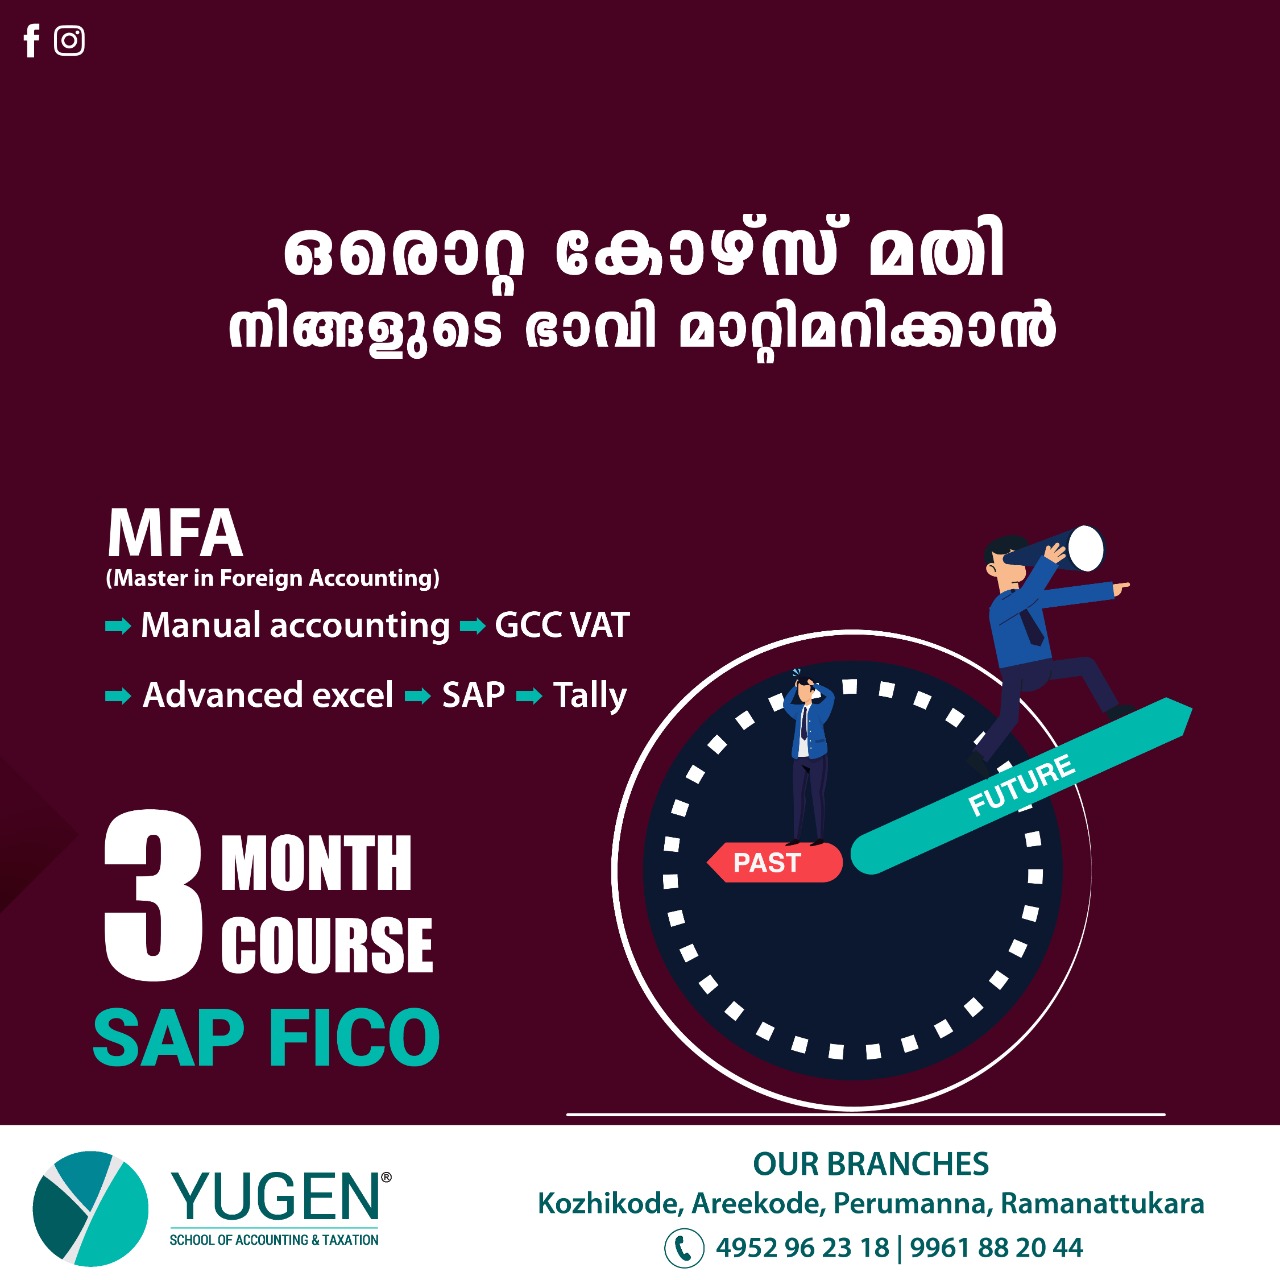 ഒരൊറ്റ കോഴ്സ് മതി
നിങ്ങളുടെ ഭാവി മാറ്റിമറിക്കാൻ
MFA
(Master in Foreign Accounting)
➡ Manual accounting ➡ GCC VAT
➡ Advanced excel ➡ SAP ➡ Tally
3 MONTH
COURSE
SAP FICO
PAST
FUTURE
YUGEN®
SCHOOL OF ACCOUNTING & TAXATION
OUR BRANCHES
Kozhikode, Areekode, Perumanna, Ramanattukara
4952 96 23 18 | 9961 88 20 44